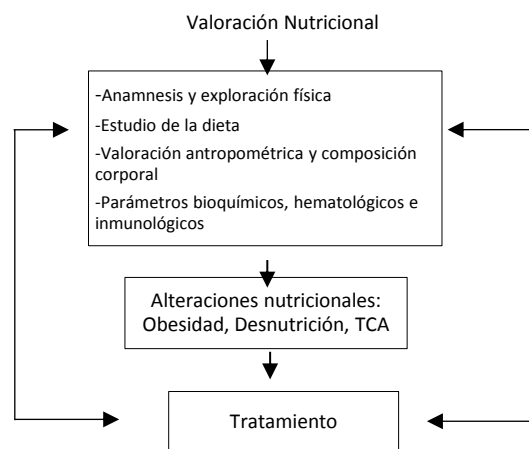 Valoración Nutricional
-Anamnesis y exploración física
-Estudio de la dieta
-Valoración antropométrica y composición
corporal
-Parámetros bioquímicos, hematológicos e
inmunológicos
Alteraciones nutricionales:
Obesidad, Desnutrición, TCA
Tratamiento